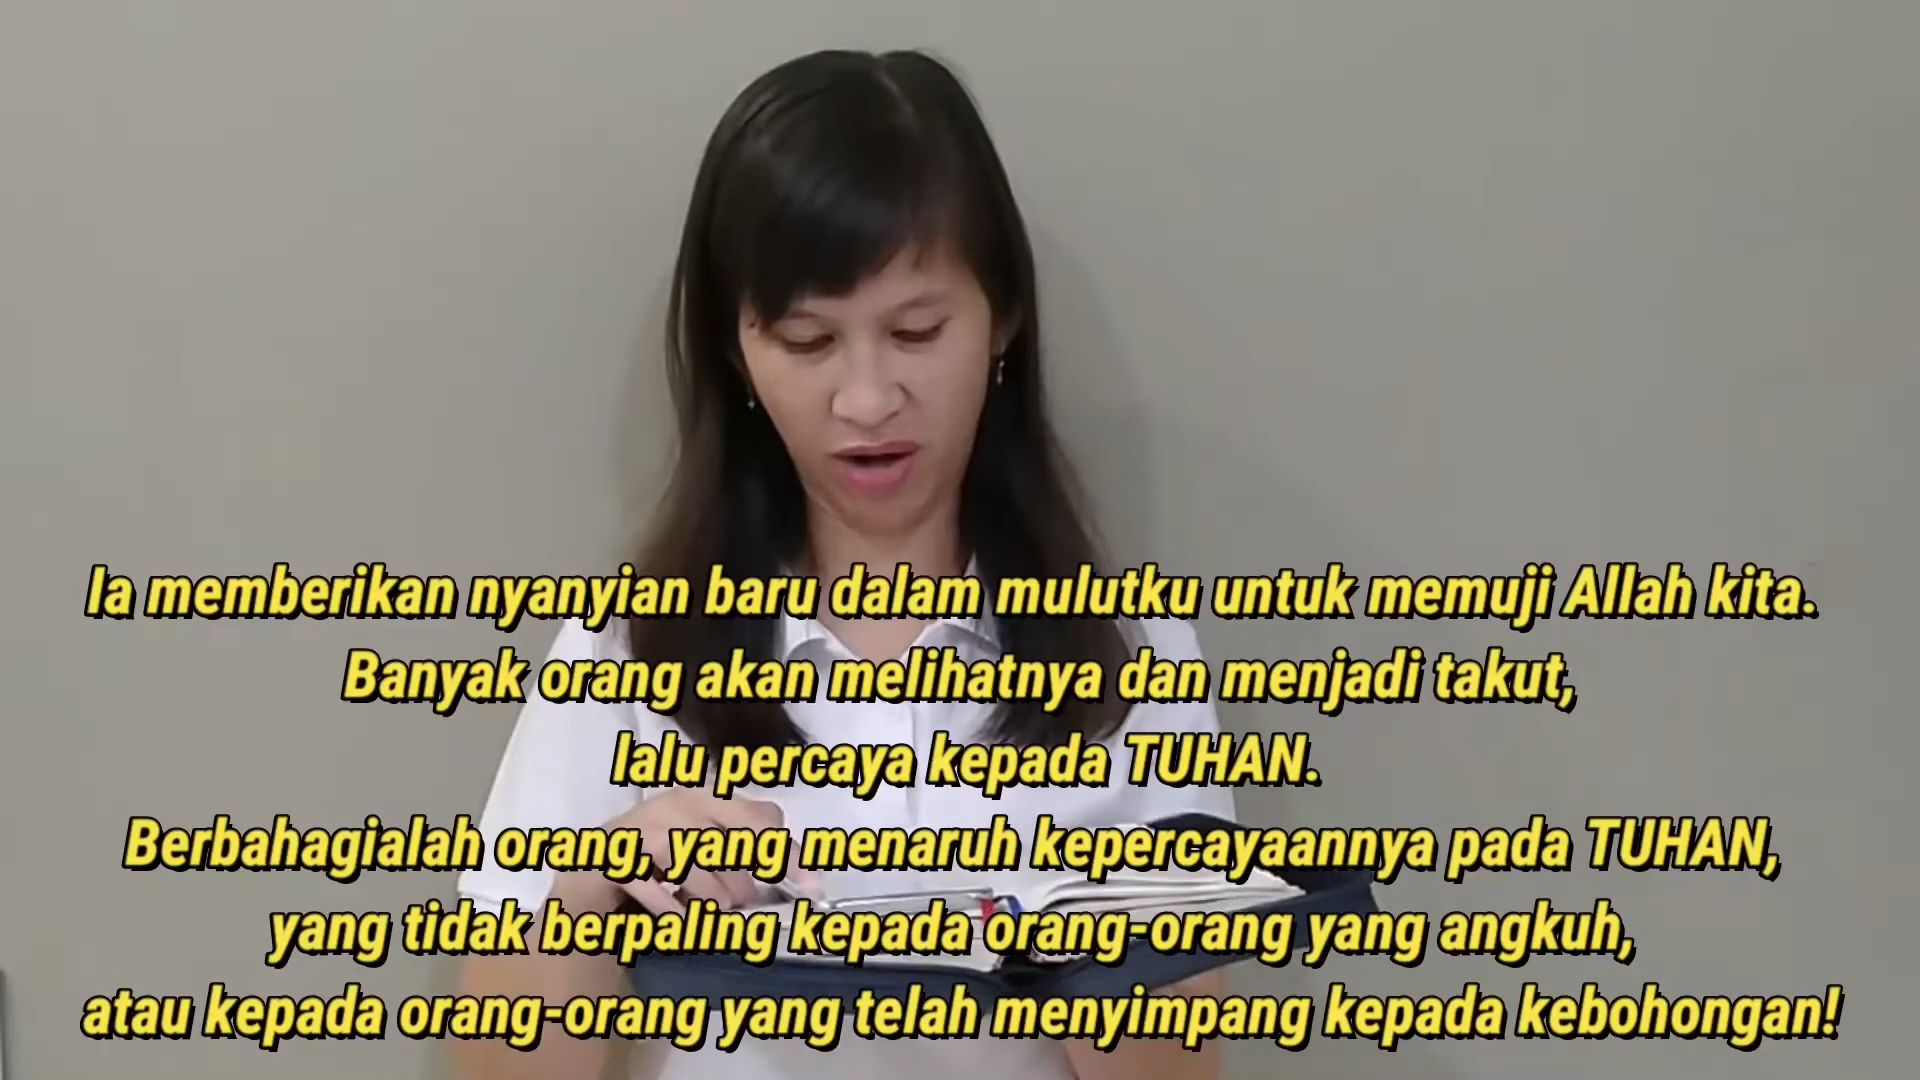 Ia memberikan nyanyian baru dalam mulutku untuk memuji Allah kita.
Banyak orang akan melihatnya dan menjadi takut,
lalu percaya kepada TUHAN.
Berbahagialah orang, yang menaruh kepercayaannya pada TUHAN,
yang tidak berpaling kepada orang-orang yang angkuh,
atau kepada orang-orang yang telah menyimpang kepada kebohongan!